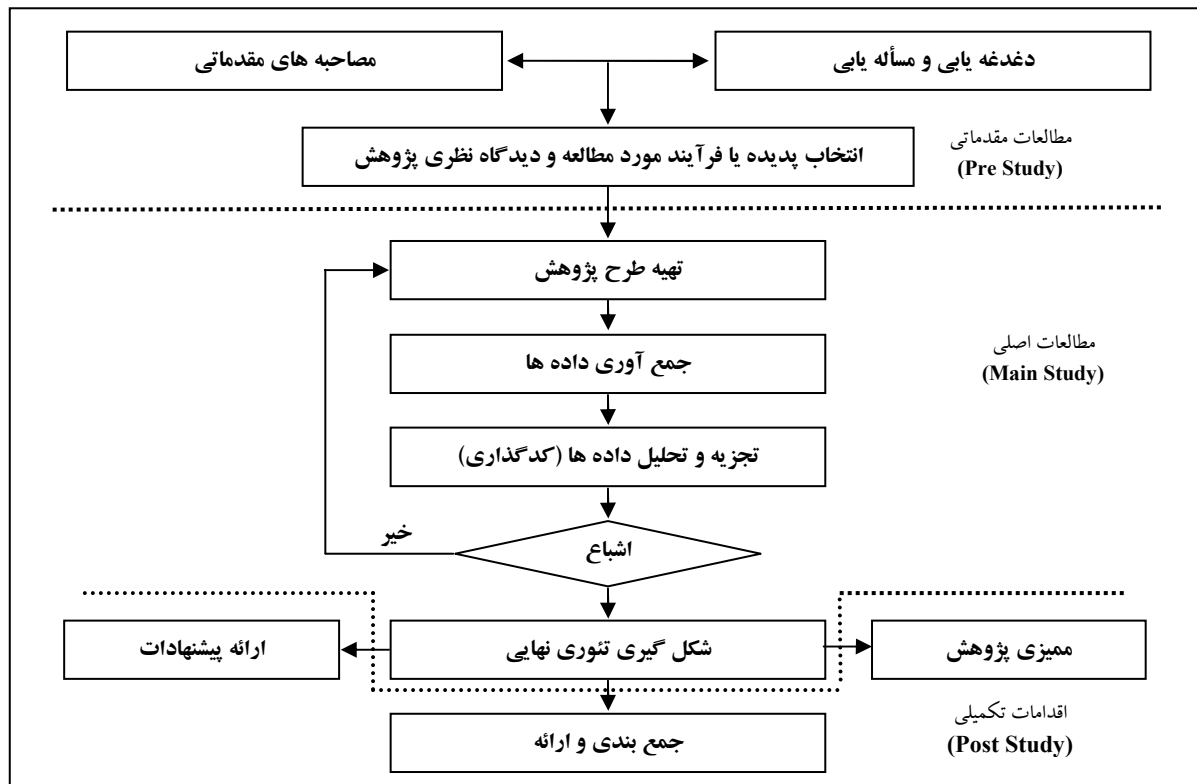 دغدغه یابی و مسأله یابی
مصاحبه های مقدماتی
انتخاب پدیده یا فرآیند مورد مطالعه و دیدگاه نظری پژوهش
مطالعات مقدماتی
(Pre Study)
تهیه طرح پژوهش
جمع آوری داده ها
مطالعات اصلی
(Main Study)
تجزیه و تحلیل داده ها (کدگذاری)
اشباع
خیر
ممیزی پژوهش
شکل گیری تئوری نهایی
ارائه پیشنهادات
اقدامات تکمیلی
(Post Study)
جمع بندی و ارائه